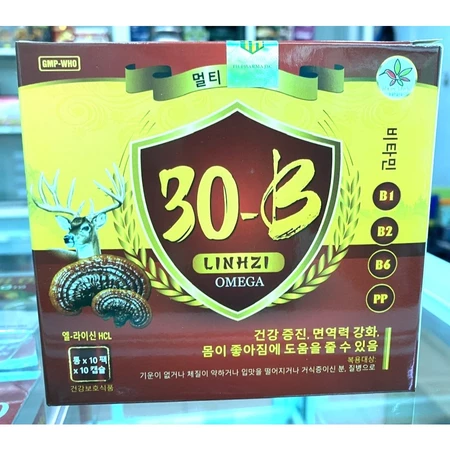 GMP-WHO
멀티
30-B
LINHZI
OMEGA
비타민
B1
B2
B6
PP
엘-라이신 HCL
통 x 10 팩
x 10 캡슐
건강보호식품
건강 증진, 면역력 강화,
몸이 좋아짐에 도움을 줄 수 있음
복용대상:
기운이 없거나 체질이 약하거나 입맛을 떨어지거나 거식증이신 분, 질병으로